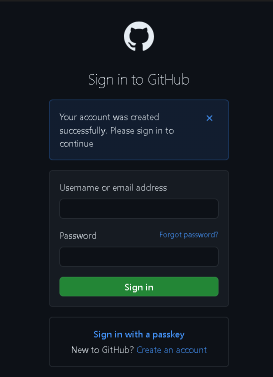 Sign in to GitHub
Your account was created
successfully. Please sign in to
continue
Username or email address
Password Forgot password?
Sign in
Sign in with a passkey
New to GitHub? Create an account